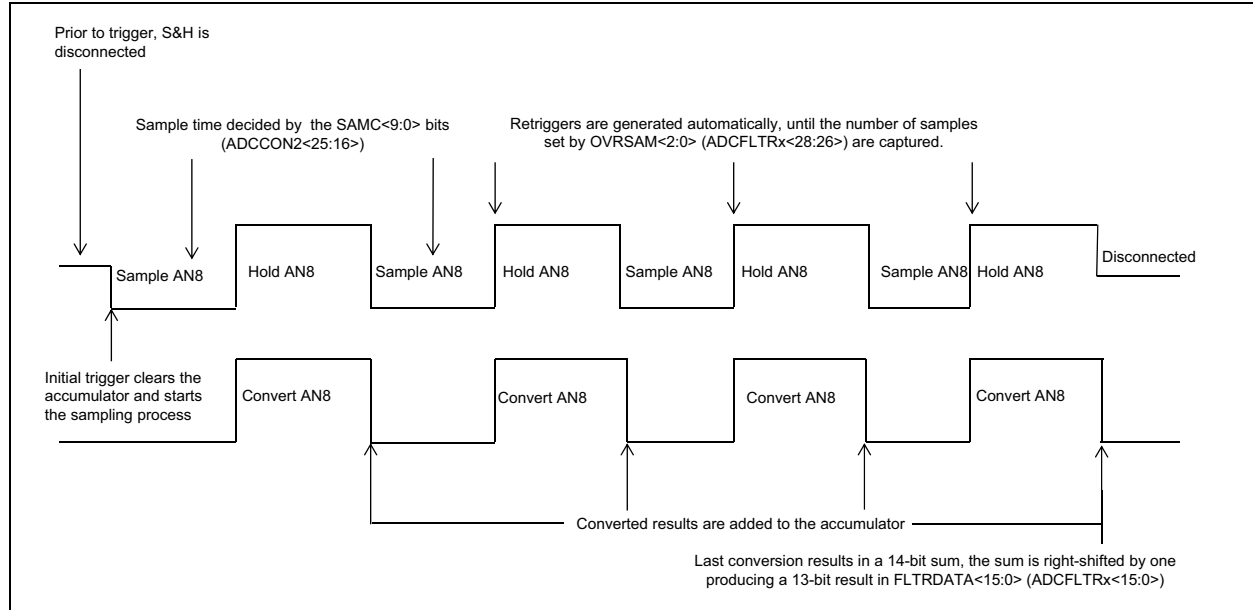 Prior to trigger, S&H is
disconnected
Sample time decided by the SAMC<9:0> bits
(ADCCON2<25:16>)
Retriggers are generated automatically, until the number of samples
set by OVRSAM<2:0> (ADCFLTRx<28:26>) are captured.
Sample AN8
Hold AN8
Sample AN8
Hold AN8
Sample AN8
Hold AN8
Sample AN8
Hold AN8
Disconnected
Initial trigger clears the
accumulator and starts
the sampling process
Convert AN8
Convert AN8
Convert AN8
Convert AN8
Converted results are added to the accumulator
Last conversion results in a 14-bit sum, the sum is right-shifted by one
producing a 13-bit result in FLTRDATA<15:0> (ADCFLTRx<15:0>)